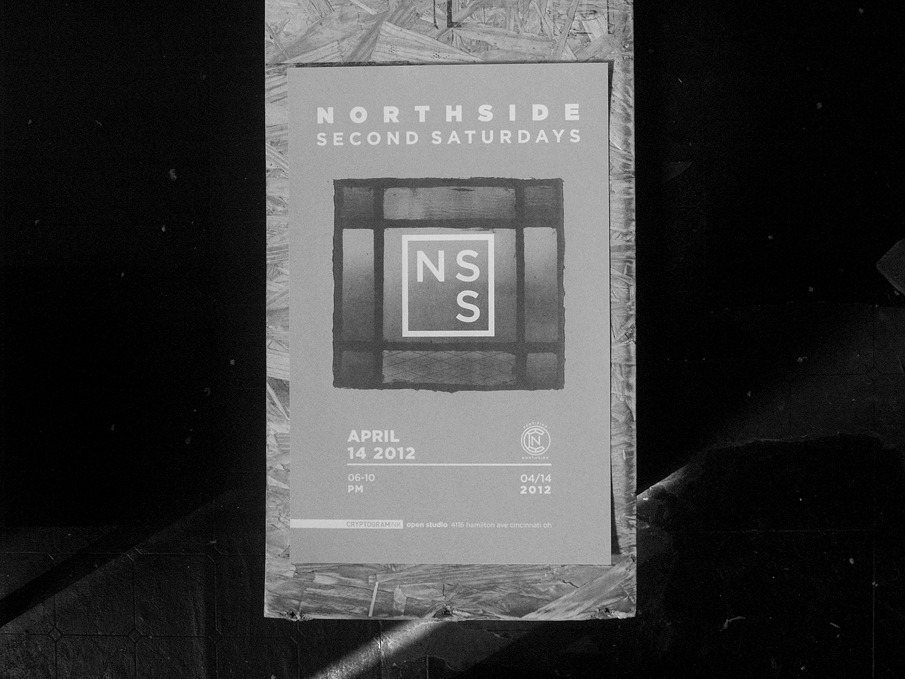 NORTHSIDE
SECOND SATURDAYS
NS
S
APRIL
14 2012
06-10
PM
04/14
2012
CRYPTOGRAM open studio 4116 hamilton ave cincinnati oh